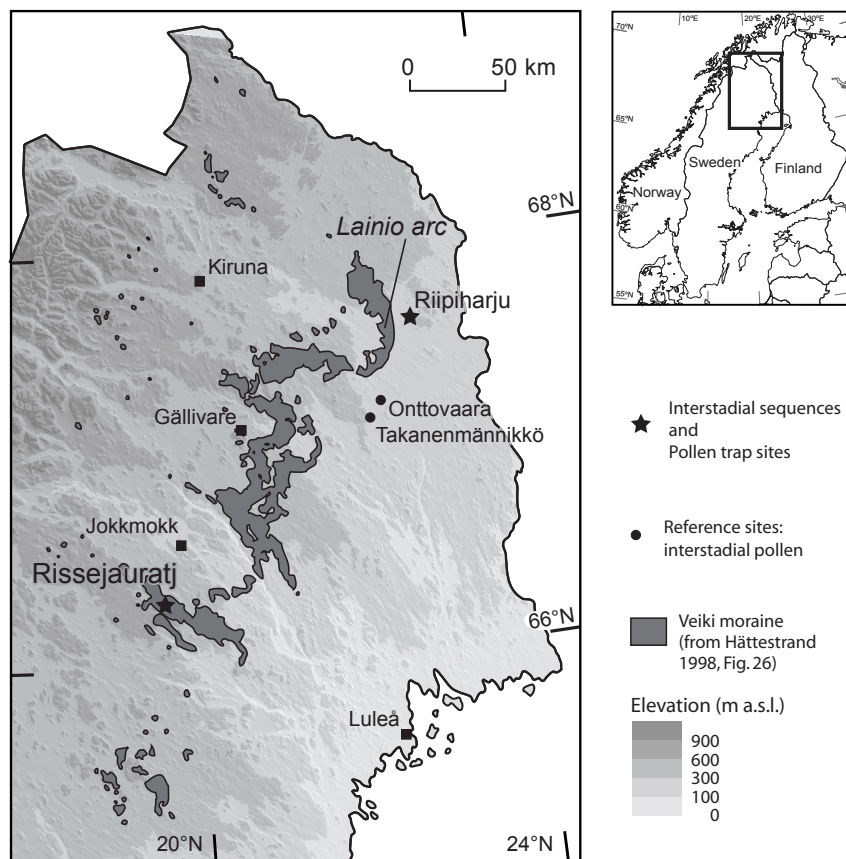 0 50 km
68°N
Lainio arc
Kiruna
Riipiharju
Onttovaara
Gällivare
Takanenmännikkö
Jokkmokk
Rissejauratj
66°N
Luleå
20°N
24°N
10°E
20°E
30°E
70°N
65°N
60°N
55°N
Sweden
Finland
Norway
Interstadial sequences
and
Pollen trap sites
Reference sites:
interstadial pollen
Veiki moraine
(from Hättestrand
1998, Fig. 26)
Elevation (m a.s.l.)
900
600
300
100
0